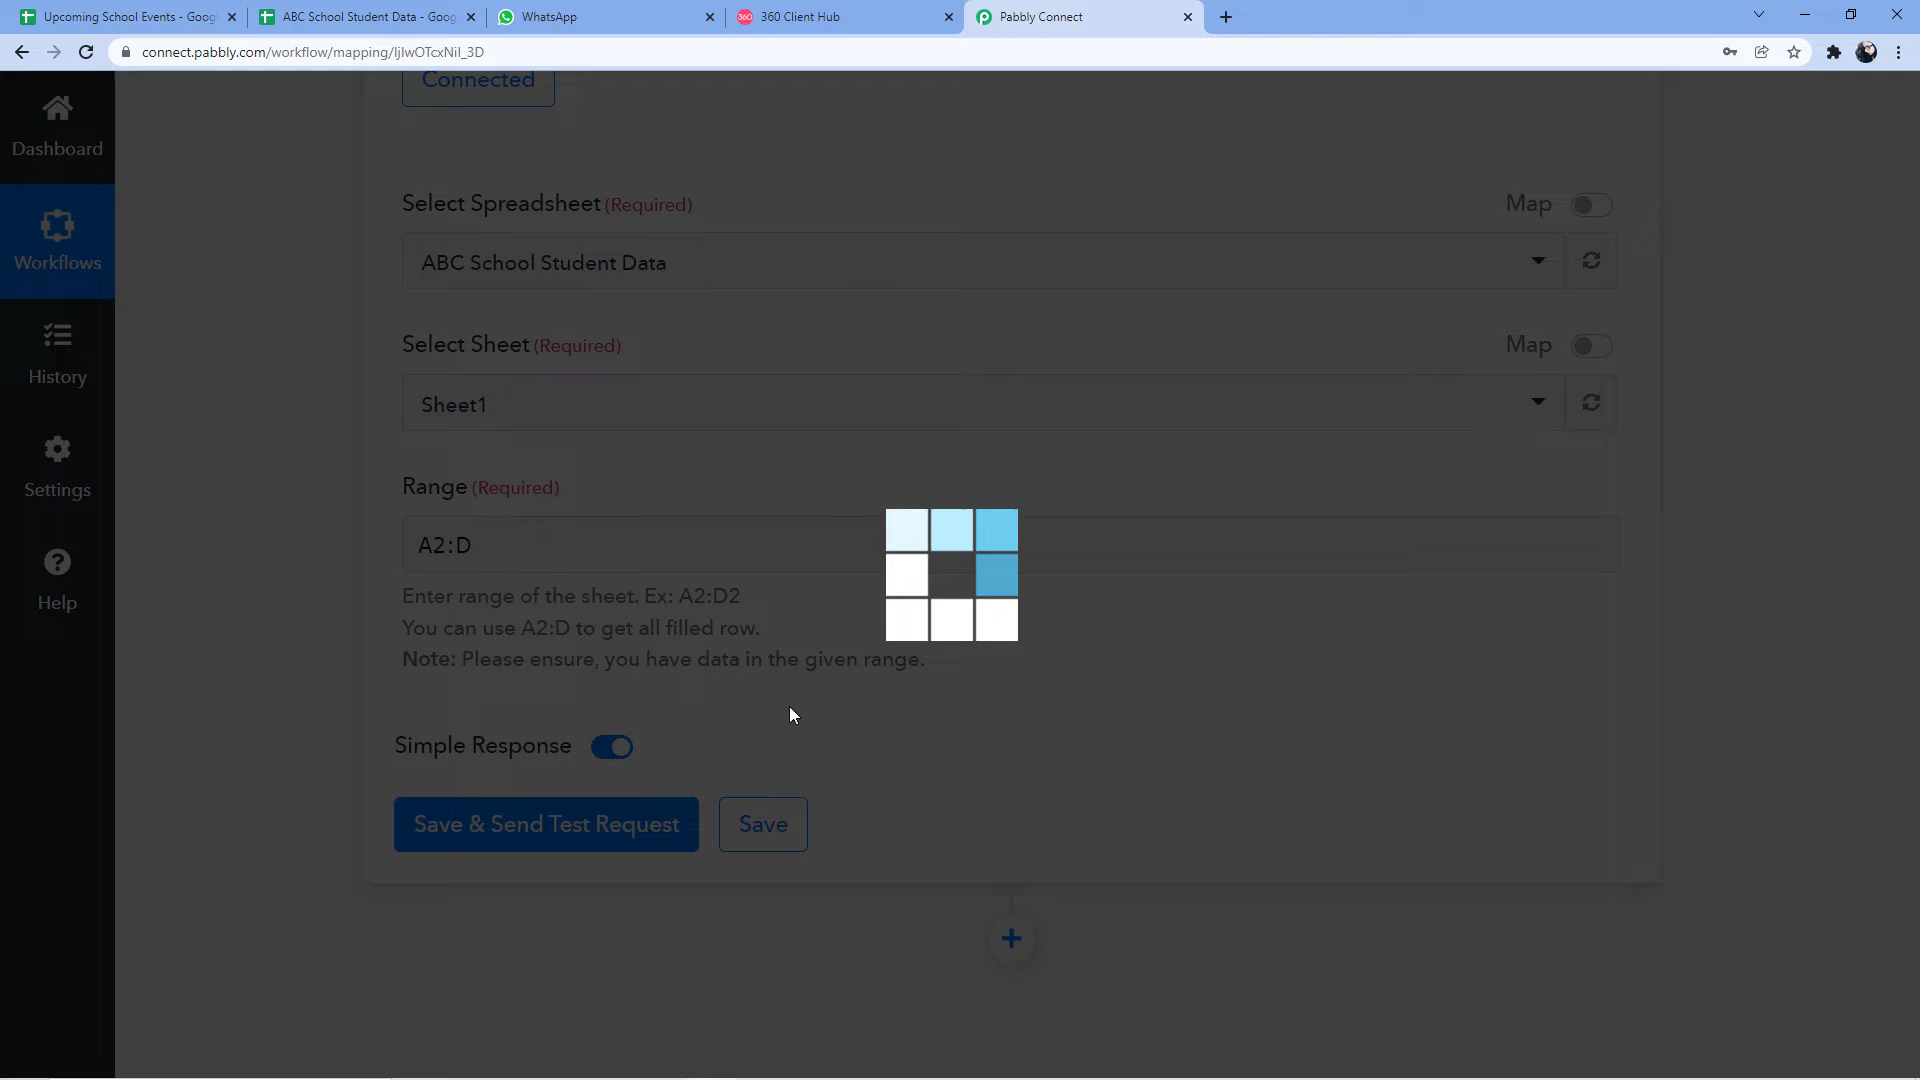 Upcoming School Events - Goog
ABC School Student Data - Goog
WhatsApp
360
360 Client Hub
Pabbly Connect
connect.pabbly.com/workflow/mapping/IjIwOTcxNiI_3D
Connected
Dashboard
Workflows
History
Settings
Help
Select Spreadsheet (Required)
Map
ABC School Student Data
Select Sheet (Required)
Map
Sheet1
Range (Required)
A2:D
Enter range of the sheet. Ex: A2:D2
You can use A2:D to get all filled row.
Note: Please ensure, you have data in the given range.
Simple Response
Save & Send Test Request
Save